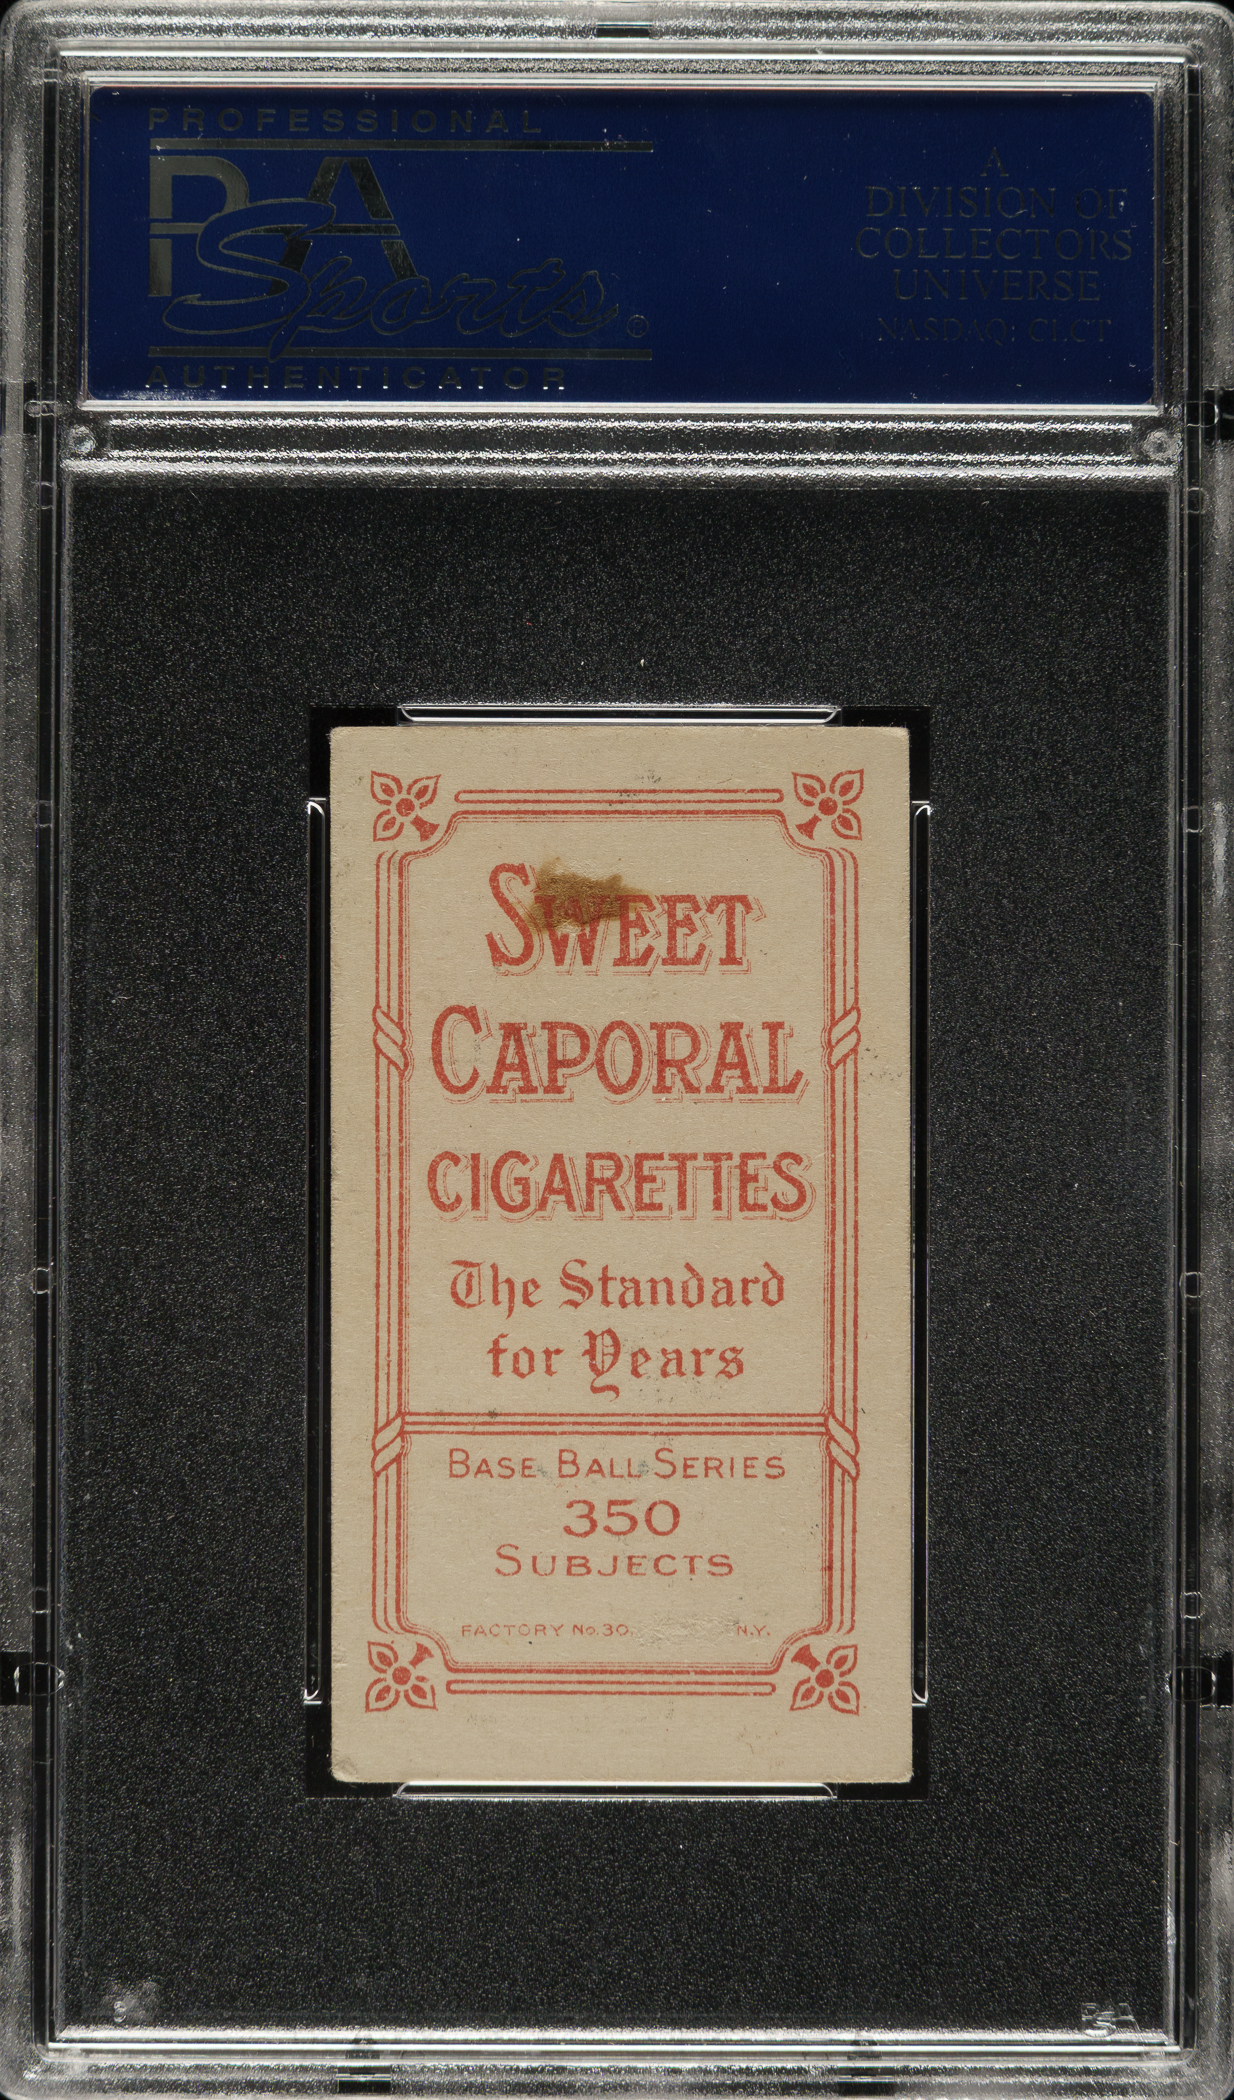 PROFESSIONAL
PSA
Sports®
AUTHENTICATOR
A
DIVISION OF
COLLECTORS
UNIVERSE
NASDAQ: CLCT
SWEET
CAPORAL
CIGARETTES
The Standard
for Years
BASE BALL SERIES
350
SUBJECTS
FACTORY No. 30, N.Y.
PSA